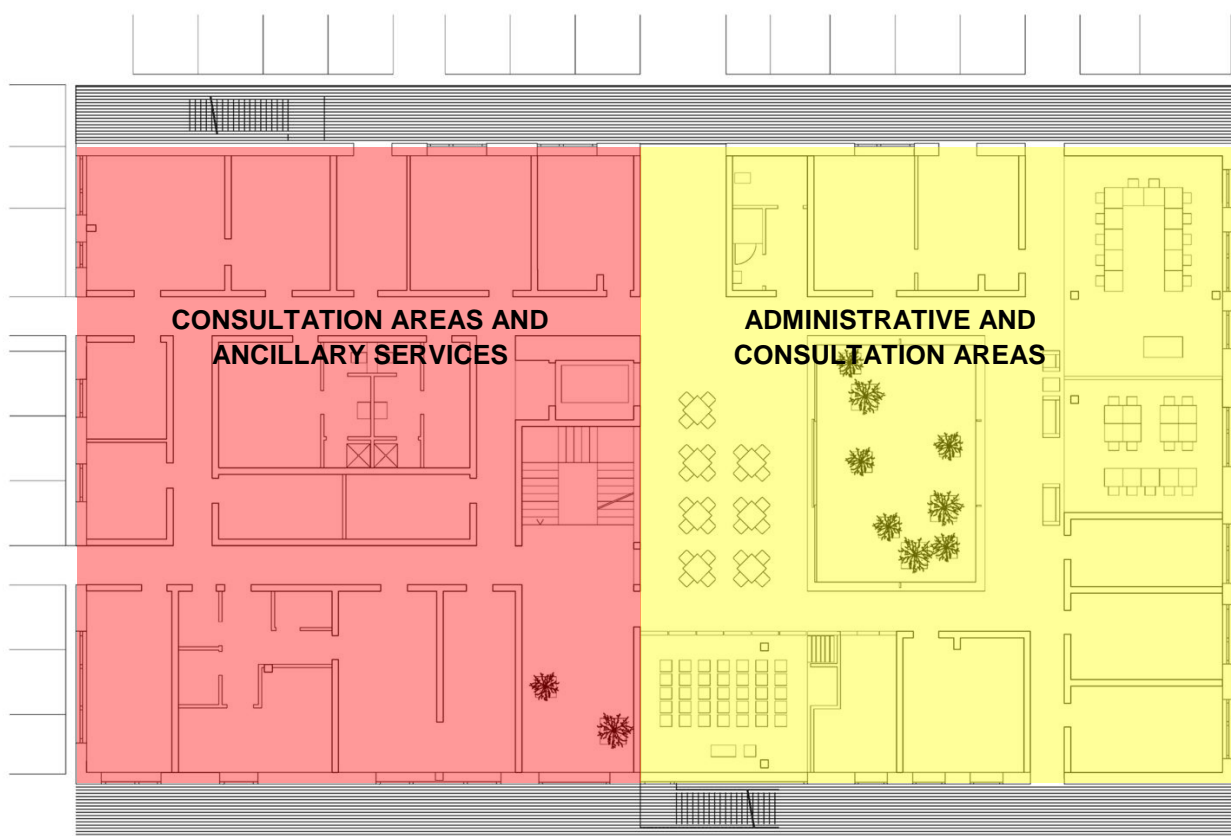 CONSULTATION AREAS AND
ANCILLARY SERVICES
ADMINISTRATIVE AND
CONSULTATION AREAS